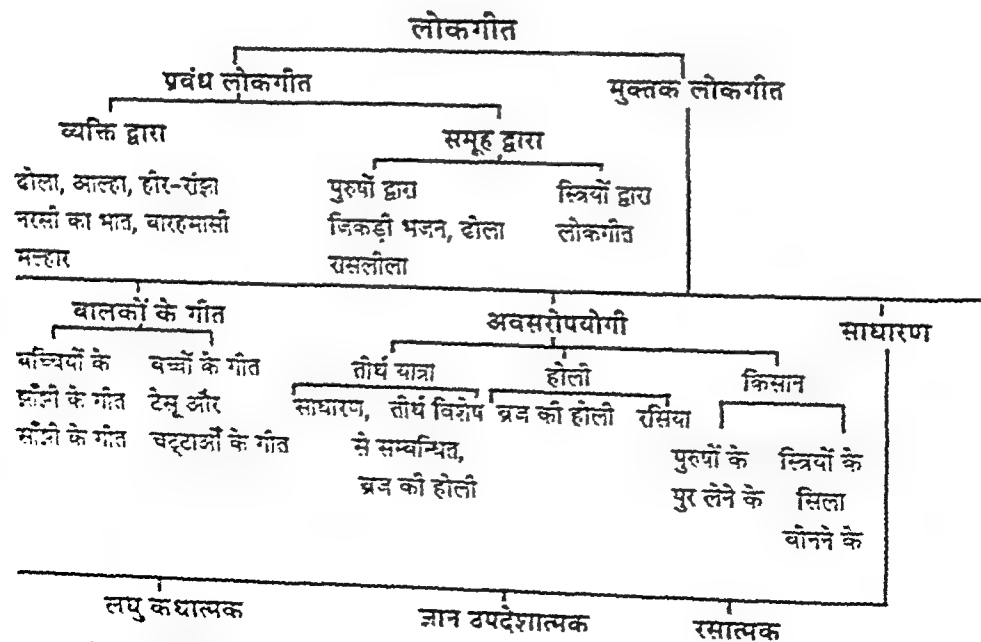 लोकगीत
प्रबंध लोकगीत
मुक्तक लोकगीत
व्यक्ति द्वारा
समूह द्वारा
ढोला, आल्हा, हीर-रांझा
नरसी का भात, बारहमासी
मल्हार
पुरुषों द्वारा
जिकड़ी भजन, ढोला
रासलीला
स्त्रियों द्वारा
लोकगीत
बालकों के गीत
अवसरोपयोगी
साधारण
बच्चियों के
झाँझी के गीत
साँझी के गीत
बच्चों के गीत
टेसू और
चट्टाओं के गीत
तीर्थ यात्रा
होली
किसान
साधारण, तीर्थ विशेष
से सम्बन्धित,
ब्रज की होली
ब्रज की होली
रसिया
पुरुषों के
पुर लेने के
स्त्रियों के
सिला
बीनने के
लघु कथात्मक
ज्ञान उपदेशात्मक
रसात्मक